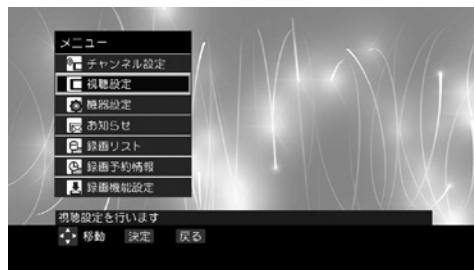 メニュー
チャンネル設定
視聴設定
機器設定
お知らせ
録画リスト
録画予約情報
録画機能設定
視聴設定を行います
移動 決定 戻る